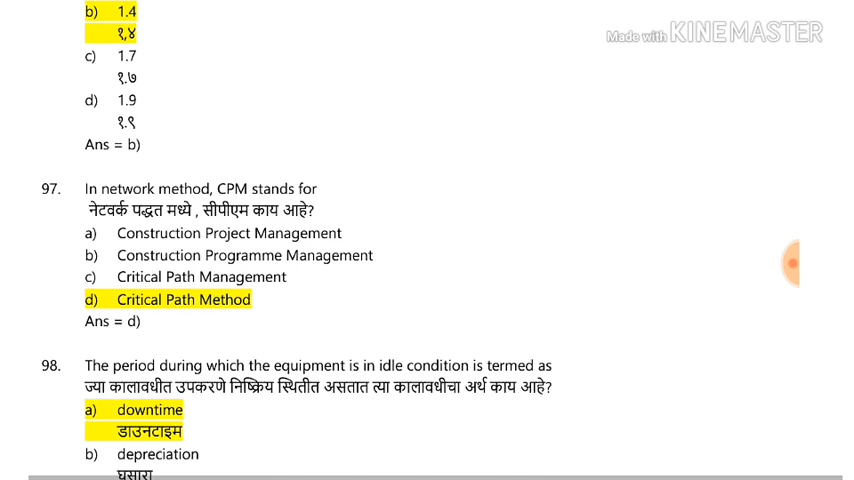 b) 1.4
१,४
Made with KINEMASTER
c) 1.7
१.७
d) 1.9
१.९
Ans = b)
97. In network method, CPM stands for
नेटवर्क पद्धत मध्ये , सीपीएम काय आहे?
a) Construction Project Management
b) Construction Programme Management
c) Critical Path Management
d) Critical Path Method
Ans = d)
98. The period during which the equipment is in idle condition is termed as
ज्या कालावधीत उपकरणे निष्क्रिय स्थितीत असतात त्या कालावधीचा अर्थ काय आहे?
a) downtime
डाउनटाइम
b) depreciation
घसारा